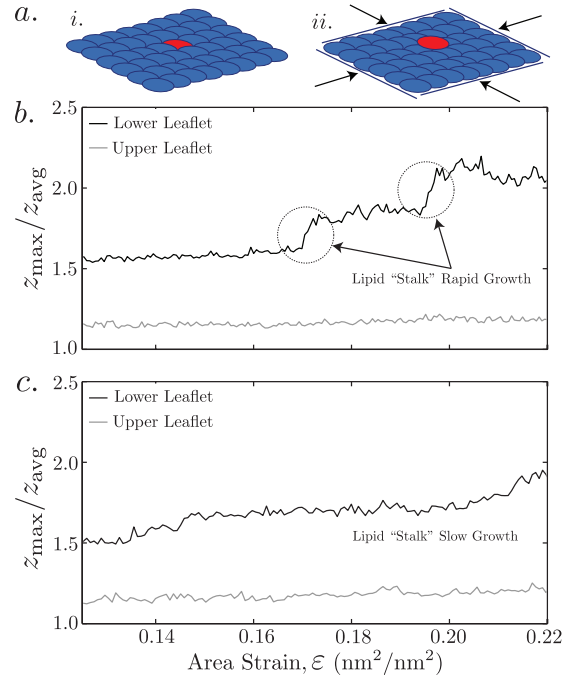 a. i. ii.
b.
2.5
Lower Leaflet
Upper Leaflet
2.0
z_max/z_avg
1.5
Lipid “Stalk” Rapid Growth
1.0
c.
2.5
Lower Leaflet
Upper Leaflet
2.0
z_max/z_avg
1.5
Lipid “Stalk” Slow Growth
1.0
0.14 0.16 0.18 0.20 0.22
Area Strain, ε (nm²/nm²)